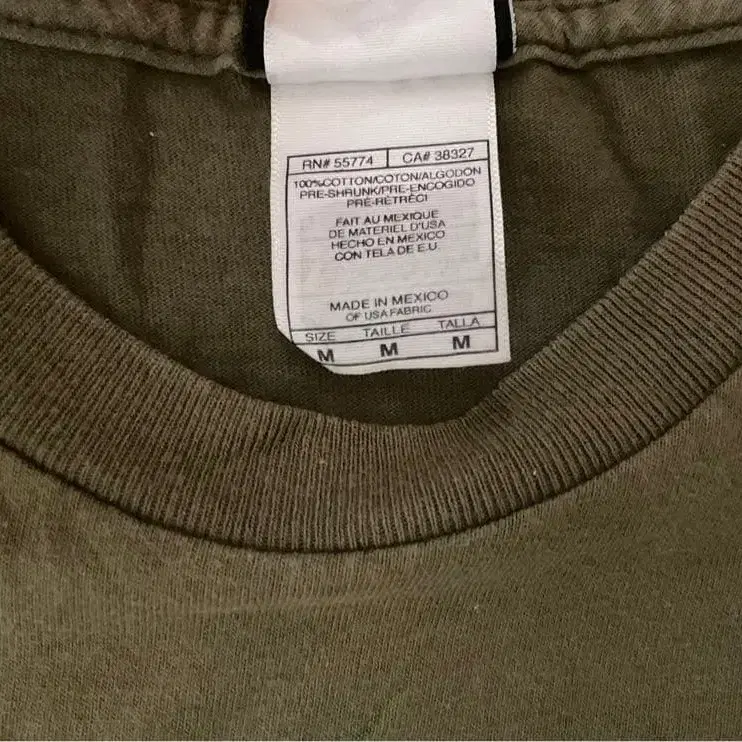 RN# 55774 CA# 38327
100%COTTON/COTON/ALGODON
PRE-SHRUNK/PRE-ENCOGIDO
PRÉ-RÉTRÉCI
FAIT AU MEXIQUE
DE MATERIEL D'USA
HECHO EN MEXICO
CON TELA DE E.U.
MADE IN MEXICO
OF USA FABRIC
SIZE TAILLE TALLA
M M M